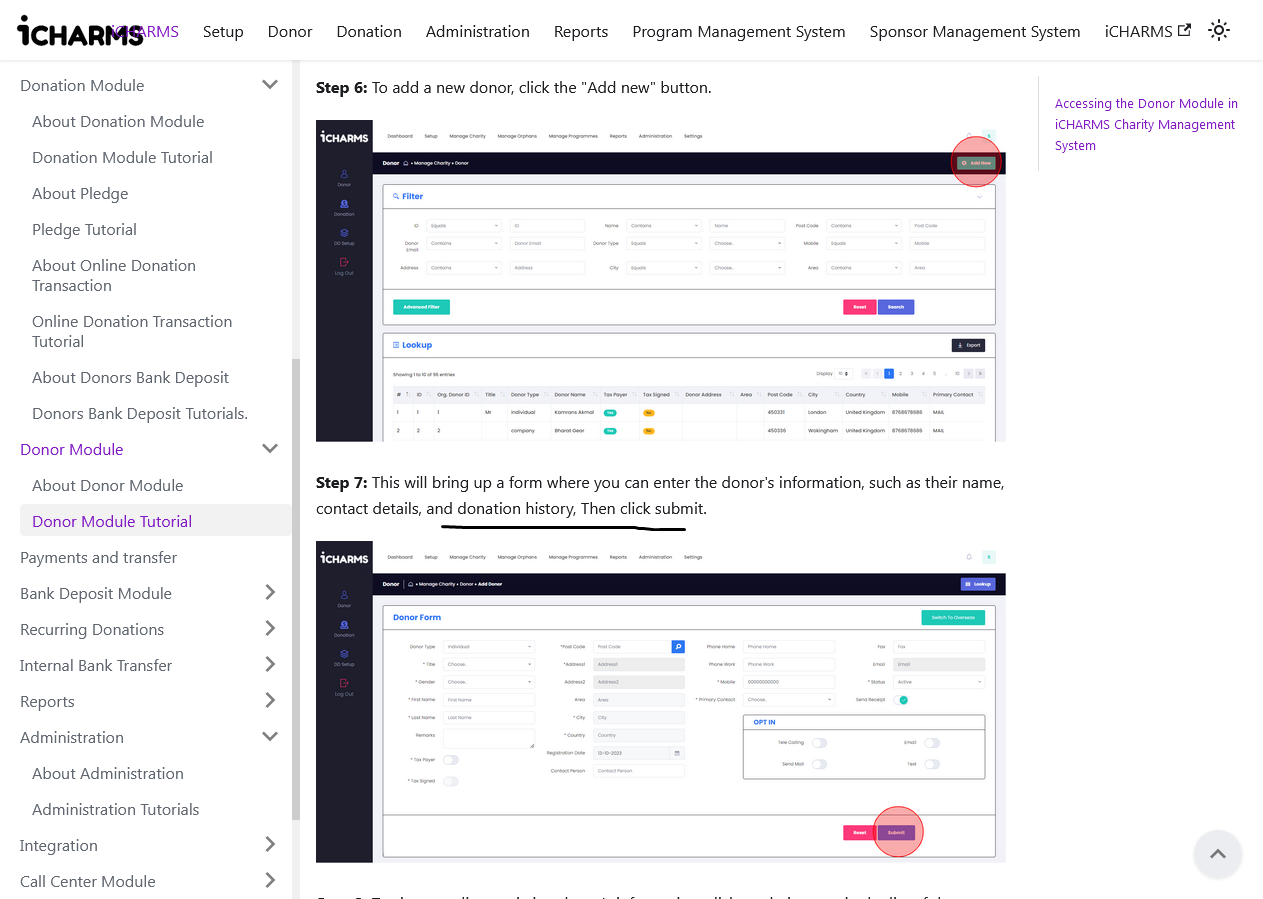 iCHARMS iCHARMS Setup Donor Donation Administration Reports Program Management System Sponsor Management System iCHARMS
Donation Module
About Donation Module
Donation Module Tutorial
About Pledge
Pledge Tutorial
About Online Donation
Transaction
Online Donation Transaction
Tutorial
About Donors Bank Deposit
Donors Bank Deposit Tutorials.
Donor Module
About Donor Module
Donor Module Tutorial
Payments and transfer
Bank Deposit Module
Recurring Donations
Internal Bank Transfer
Reports
Administration
About Administration
Administration Tutorials
Integration
Call Center Module
Step 6: To add a new donor, click the "Add new" button.
iCHARMS Dashboard Setup Manage Charity Manage Orphans Manage Programmes Reports Administration Settings
Donor • Manage Charity • Donor Add New
Donor
Donation
DD Setup
Log Out
Filter
ID Equals ID Name Contains Name Post Code Contains Post Code
Donor Email Contains Donor Email Donor Type Equals Choose.. Mobile Equals Mobile
Address Contains Address City Equals Choose.. Area Contains Area
Advanced Filter Reset Search
Lookup Export
Showing 1 to 10 of 96 entries Display 10 « ‹ 1 2 3 4 5 .. 10 › »
# ID Org. Donor ID Title Donor Type Donor Name Tax Payer Tax Signed Donor Address Area Post Code City Country Mobile Primary Contact
1 1 1 Mr Individual Kamrans Akmal Yes No 450331 London United Kingdom 8768678686 MAIL
2 2 2 company Bharat Gear Yes No 450336 Wokingham United Kingdom 8768678686 MAIL
Step 7: This will bring up a form where you can enter the donor's information, such as their name,
contact details, and donation history, Then click submit.
iCHARMS Dashboard Setup Manage Charity Manage Orphans Manage Programmes Reports Administration Settings
Donor • Manage Charity • Donor • Add Donor Lookup
Donor
Donation
DD Setup
Log Out
Donor Form Switch To Overseas
Donor Type Individual *Post Code Post Code Phone Home Phone Home Fax Fax
* Title Choose.. *Address1 Address1 Phone Work Phone Work Email Email
* Gender Choose.. Address2 Address2 * Mobile 00000000000 * Status Active
* First Name First Name Area Area * Primary Contact Choose.. Send Receipt
* Last Name Last Name * City City OPT IN
Remarks * Country Country Tele Calling Email
* Tax Payer Registration Date 13-10-2023 Send Mail Text
* Tax Signed Contact Person Contact Person
Reset Submit
Accessing the Donor Module in
iCHARMS Charity Management
System